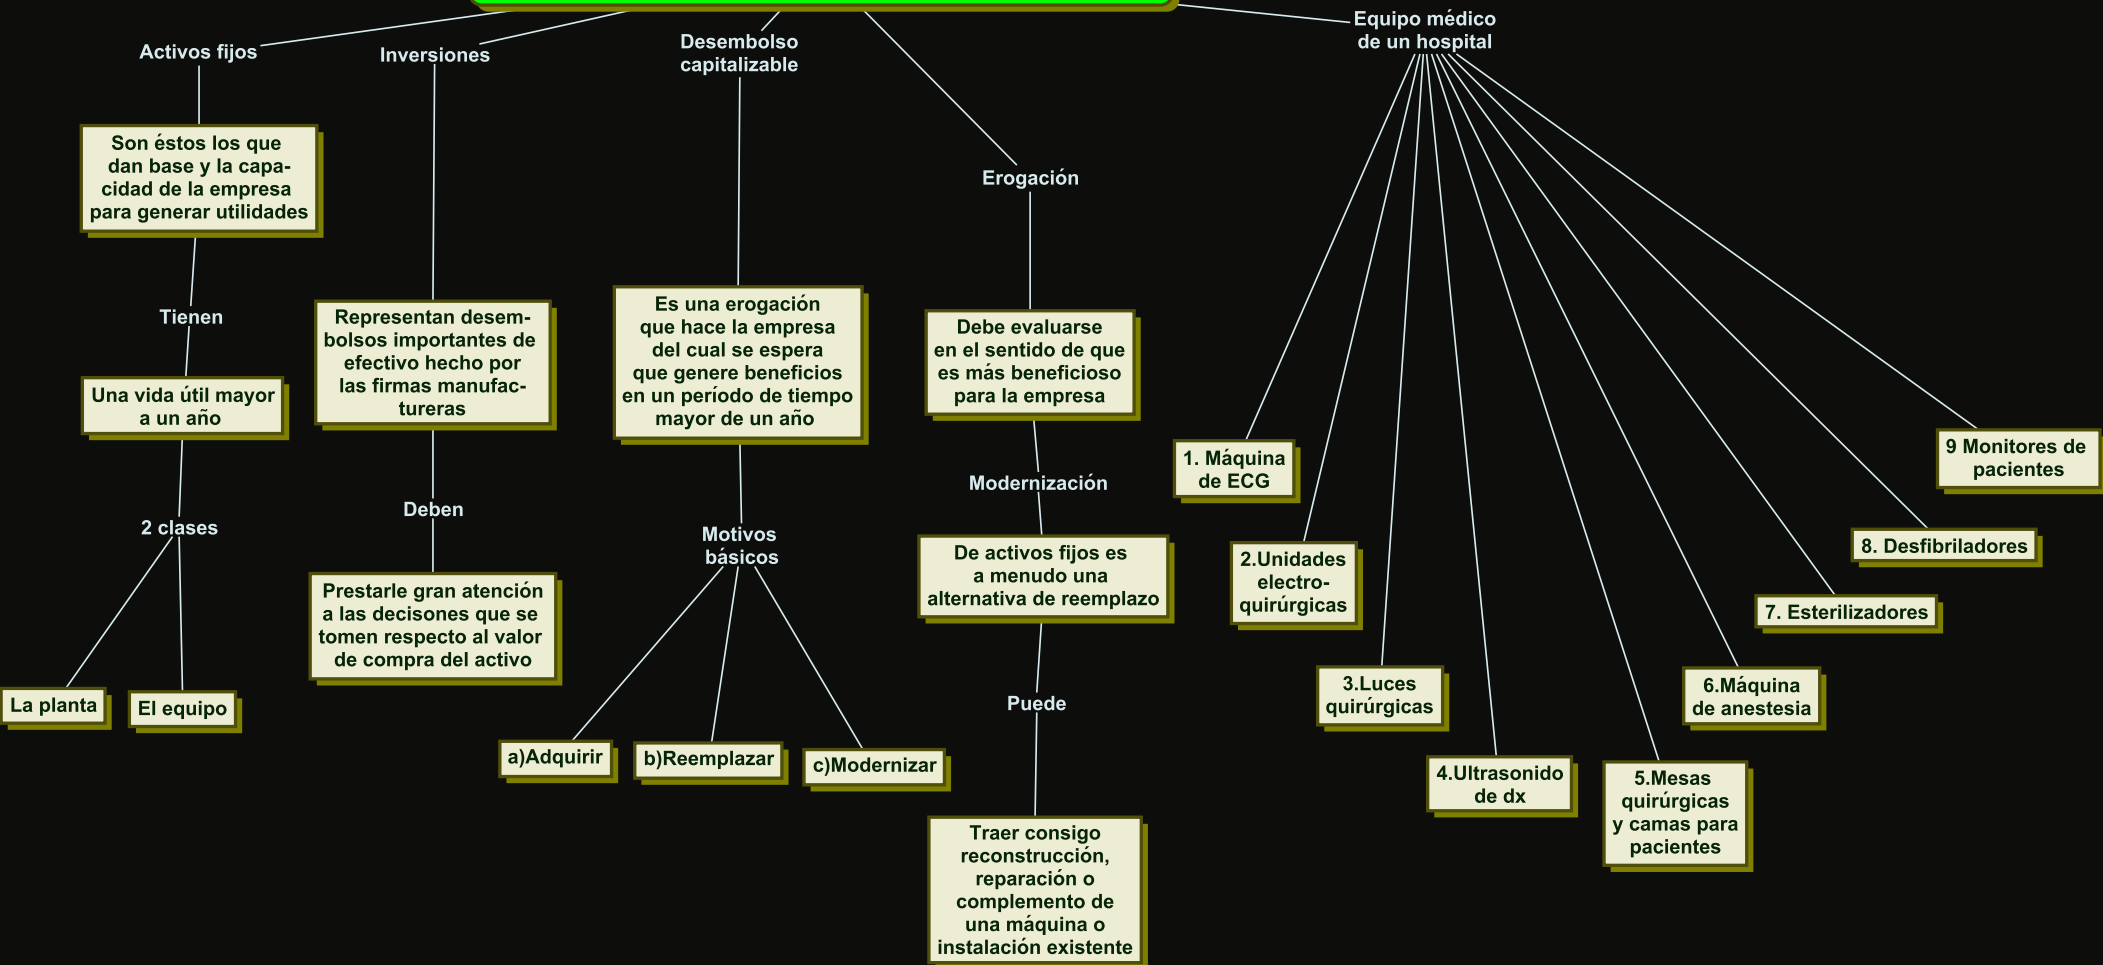 Activos fijos
Son éstos los que
dan base y la capa-
cidad de la empresa
para generar utilidades
Tienen
Una vida útil mayor
a un año
2 clases
La planta
El equipo
Inversiones
Representan desem-
bolsos importantes de
efectivo hecho por
las firmas manufac-
tureras
Deben
Prestarle gran atención
a las decisones que se
tomen respecto al valor
de compra del activo
Desembolso
capitalizable
Es una erogación
que hace la empresa
del cual se espera
que genere beneficios
en un período de tiempo
mayor de un año
Motivos
básicos
a)Adquirir
b)Reemplazar
c)Modernizar
Erogación
Debe evaluarse
en el sentido de que
es más beneficioso
para la empresa
Modernización
De activos fijos es
a menudo una
alternativa de reemplazo
Puede
Traer consigo
reconstrucción,
reparación o
complemento de
una máquina o
instalación existente
Equipo médico
de un hospital
1. Máquina
de ECG
2.Unidades
electro-
quirúrgicas
3.Luces
quirúrgicas
4.Ultrasonido
de dx
5.Mesas
quirúrgicas
y camas para
pacientes
6.Máquina
de anestesia
7. Esterilizadores
8. Desfibriladores
9 Monitores de
pacientes